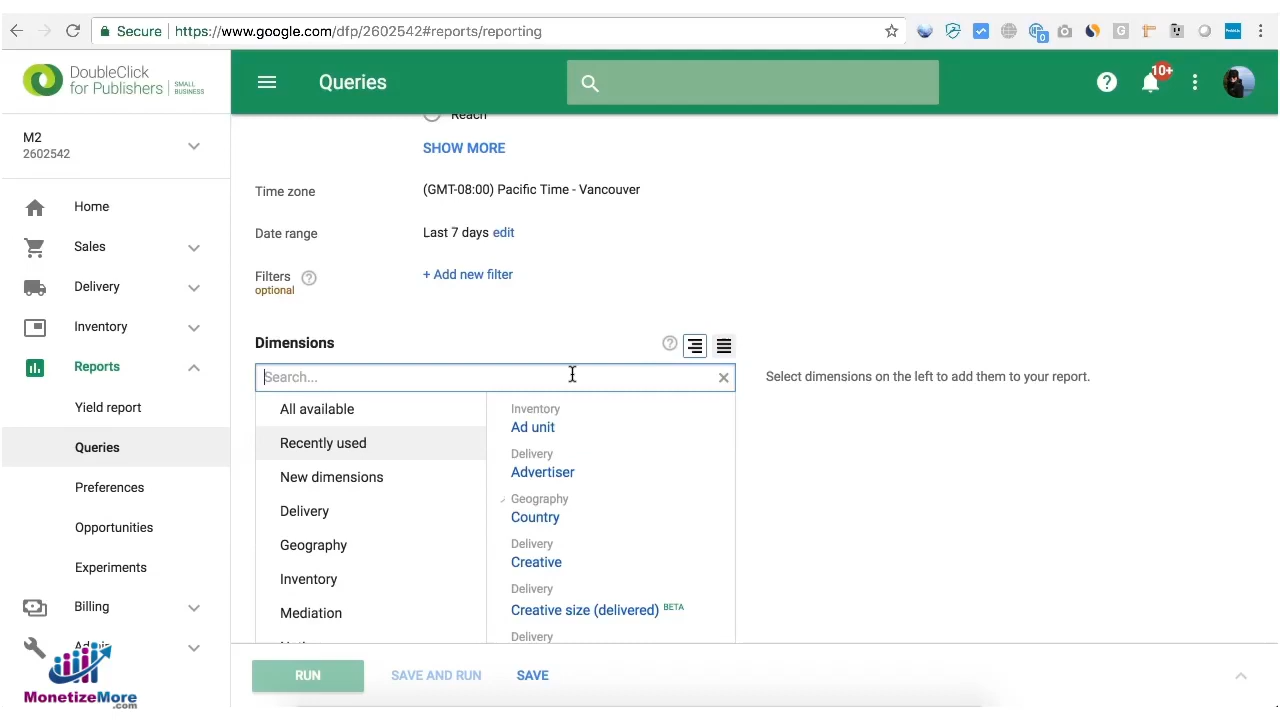 Secure https://www.google.com/dfp/2602542#reports/reporting
DoubleClick
for Publishers SMALL BUSINESS
Queries
10+
M2
2602542
Home
Sales
Delivery
Inventory
Reports
Yield report
Queries
Preferences
Opportunities
Experiments
Billing
MonetizeMore
.com
Reach
SHOW MORE
Time zone
(GMT-08:00) Pacific Time - Vancouver
Date range
Last 7 days edit
Filters
optional
+ Add new filter
Dimensions
Search...
Select dimensions on the left to add them to your report.
All available
Recently used
New dimensions
Delivery
Geography
Inventory
Mediation
Inventory
Ad unit
Delivery
Advertiser
Geography
Country
Delivery
Creative
Delivery
Creative size (delivered) BETA
Delivery
RUN
SAVE AND RUN
SAVE